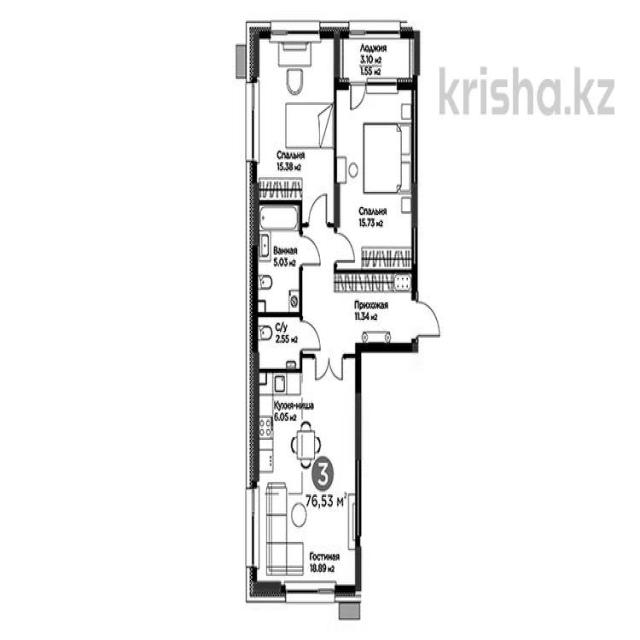 Лоджия
3.10 м2
1.55 м2
krisha.kz
Спальня
15.38 м2
Спальня
15.73 м2
Ванная
5.03 м2
Прихожая
11.34 м2
С/у
2.55 м2
Кухня-ниша
6.05 м2
3
76,53 м2
Гостиная
18.89 м2